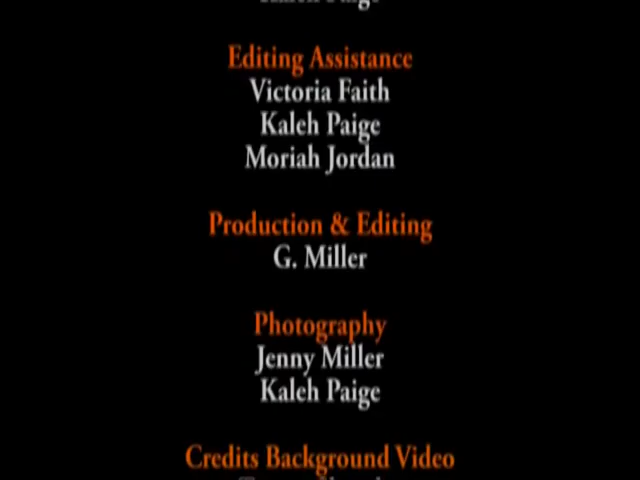 Editing Assistance
Victoria Faith
Kaleh Paige
Moriah Jordan
Production & Editing
G. Miller
Photography
Jenny Miller
Kaleh Paige
Credits Background Video